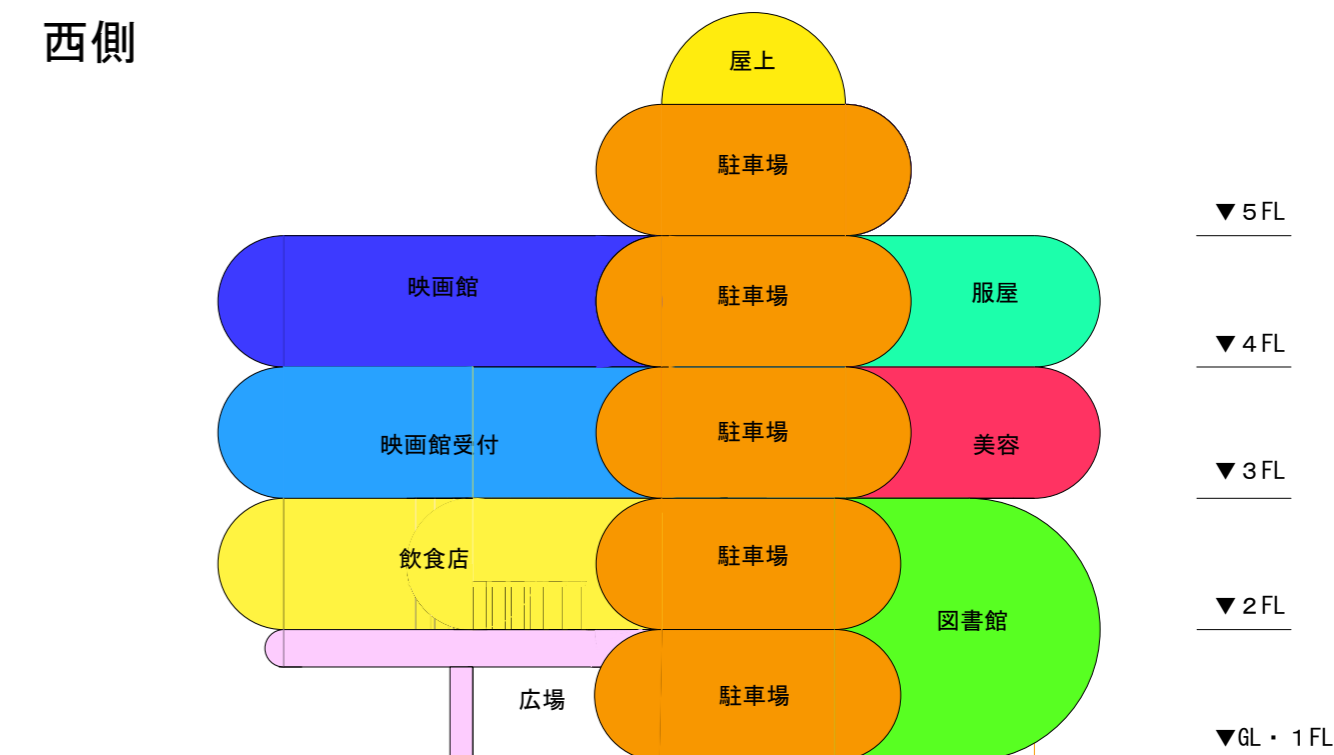 西側
屋上
駐車場
▼５FL
映画館
駐車場
服屋
▼４FL
映画館受付
駐車場
美容
▼３FL
飲食店
駐車場
▼２FL
図書館
広場
駐車場
▼GL・１FL